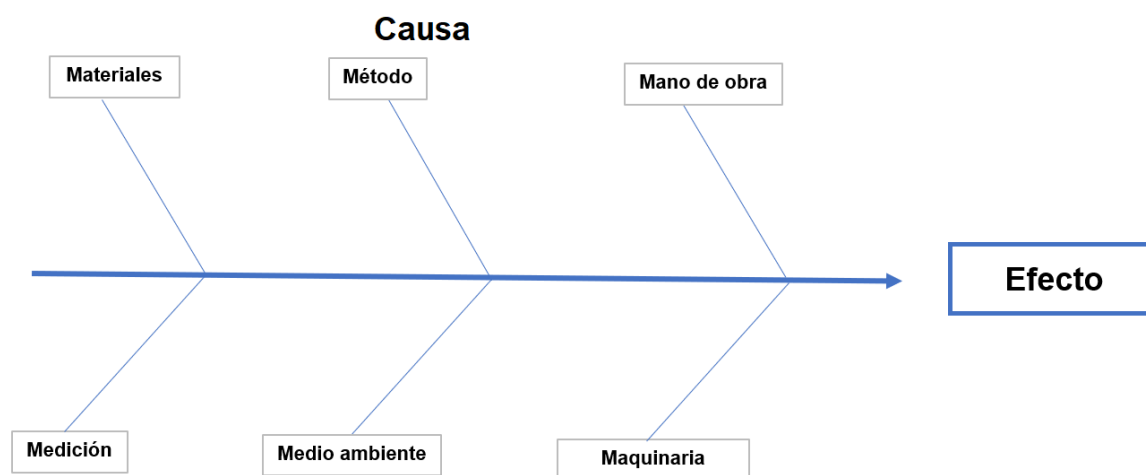 Causa
Materiales
Método
Mano de obra
Efecto
Medición
Medio ambiente
Maquinaria